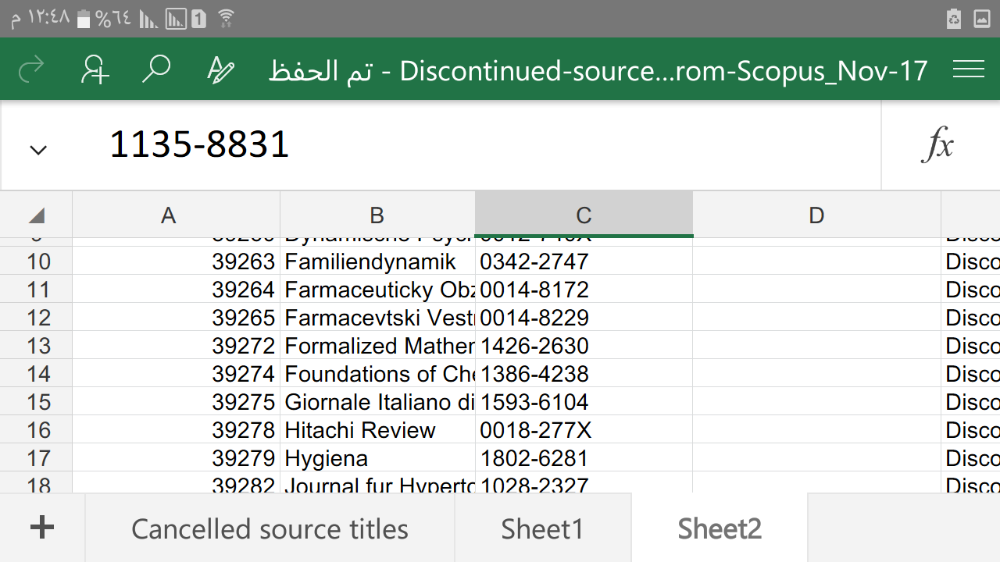 م ١٢:٤٨ %٦٤ 1
تم الحفظ - Discontinued-source...rom-Scopus_Nov-17
1135-8831 fx
A B C D
10 39263 Familiendynamik 0342-2747 Disco
11 39264 Farmaceuticky Obz 0014-8172 Disco
12 39265 Farmacevtski Vest 0014-8229 Disco
13 39272 Formalized Mather 1426-2630 Disco
14 39274 Foundations of Che 1386-4238 Disco
15 39275 Giornale Italiano di 1593-6104 Disco
16 39278 Hitachi Review 0018-277X Disco
17 39279 Hygiena 1802-6281 Disco
18 39282 Journal fur Hyperto 1028-2327 Disco
+ Cancelled source titles Sheet1 Sheet2